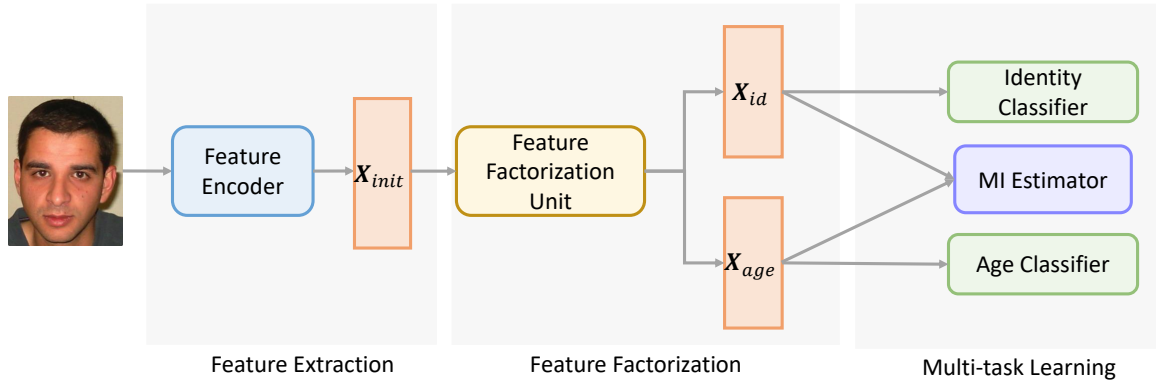 Feature
Encoder
X_init
Feature
Factorization
Unit
X_id
X_age
Identity
Classifier
MI Estimator
Age Classifier
Feature Extraction
Feature Factorization
Multi-task Learning